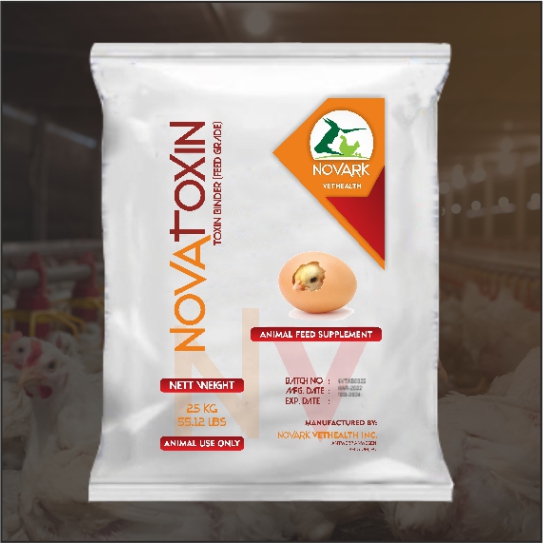 NOVATOXIN
TOXIN BINDER (FEED GRADE)
NOVARK
VETHEALTH
ANIMAL FEED SUPPLEMENT
NV
NETT WEIGHT
25 KG
55.12 LBS
ANIMAL USE ONLY
BATCH NO :
MFG. DATE :
EXP. DATE :
MANUFACTURED BY:
NOVARK VETHEALTH INC.